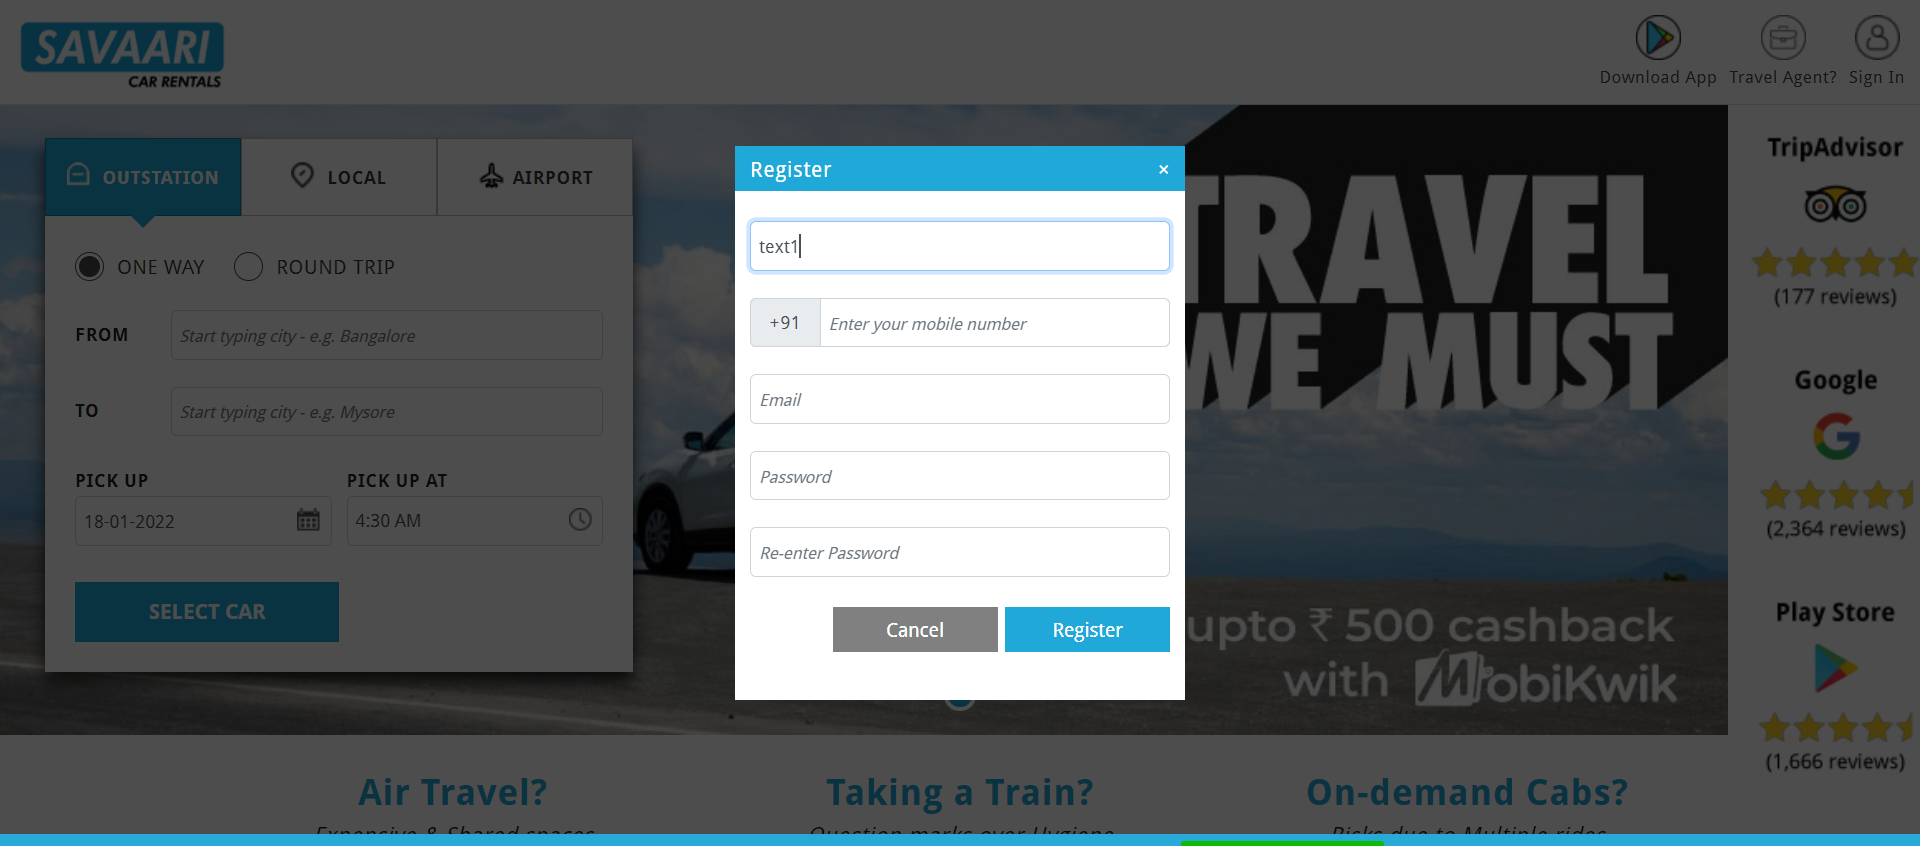 SAVAARI
CAR RENTALS
Download App
Travel Agent?
Sign In
OUTSTATION
LOCAL
AIRPORT
ONE WAY
ROUND TRIP
FROM
Start typing city - e.g. Bangalore
TO
Start typing city - e.g. Mysore
PICK UP
PICK UP AT
18-01-2022
4:30 AM
SELECT CAR
Register
×
text1
+91
Enter your mobile number
Email
Password
Re-enter Password
Cancel
Register
TRAVEL
WE MUST
upto ₹ 500 cashback
with MobiKwik
TripAdvisor
(177 reviews)
Google
(2,364 reviews)
Play Store
(1,666 reviews)
Air Travel?
Taking a Train?
On-demand Cabs?
Expensive & Shared spaces
Question marks over Hygiene
Risks due to Multiple rides